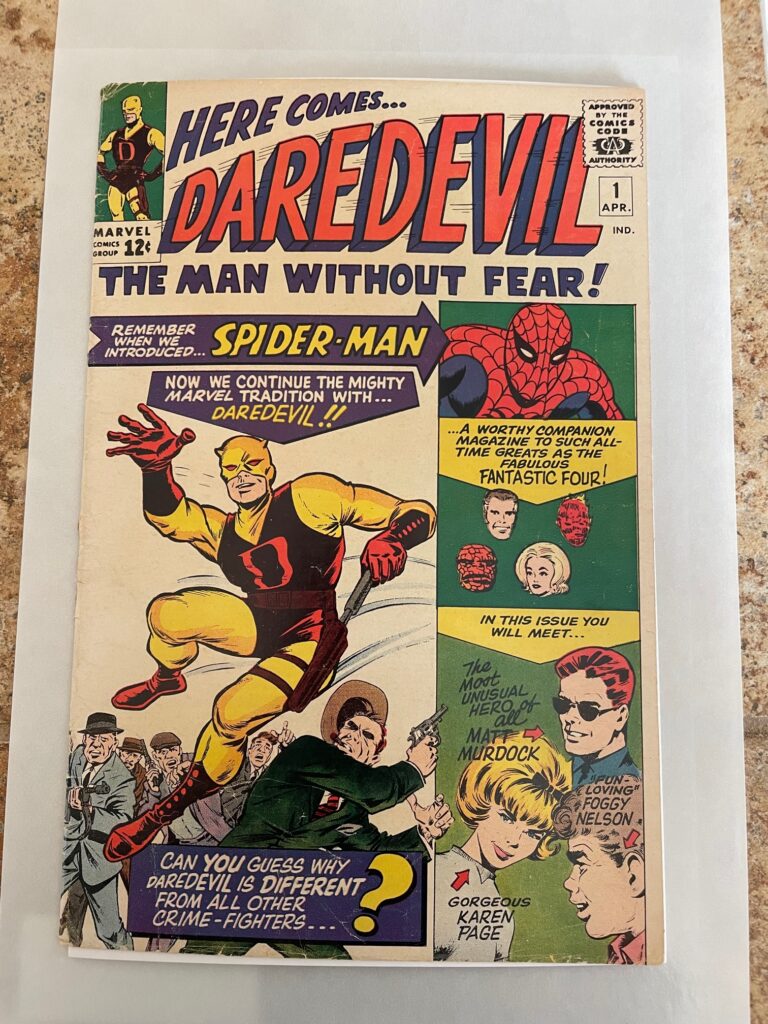 HERE COMES...
DAREDEVIL
THE MAN WITHOUT FEAR!
D
MARVEL
COMICS
GROUP 12¢
APPROVED
BY THE
COMICS
CODE
CA
AUTHORITY
1
APR.
IND.
REMEMBER
WHEN WE
INTRODUCED...
SPIDER-MAN
NOW WE CONTINUE THE MIGHTY
MARVEL TRADITION WITH...
DAREDEVIL!!
D
...A WORTHY COMPANION
MAGAZINE TO SUCH ALL-
TIME GREATS AS THE
FABULOUS
FANTASTIC FOUR!
IN THIS ISSUE YOU
WILL MEET...
The
MOST
UNUSUAL
HERO of
all
MATT
MURDOCK
"FUN-
LOVING"
FOGGY
NELSON
GORGEOUS
KAREN
PAGE
CAN YOU GUESS WHY
DAREDEVIL IS DIFFERENT
FROM ALL OTHER
CRIME-FIGHTERS...
?